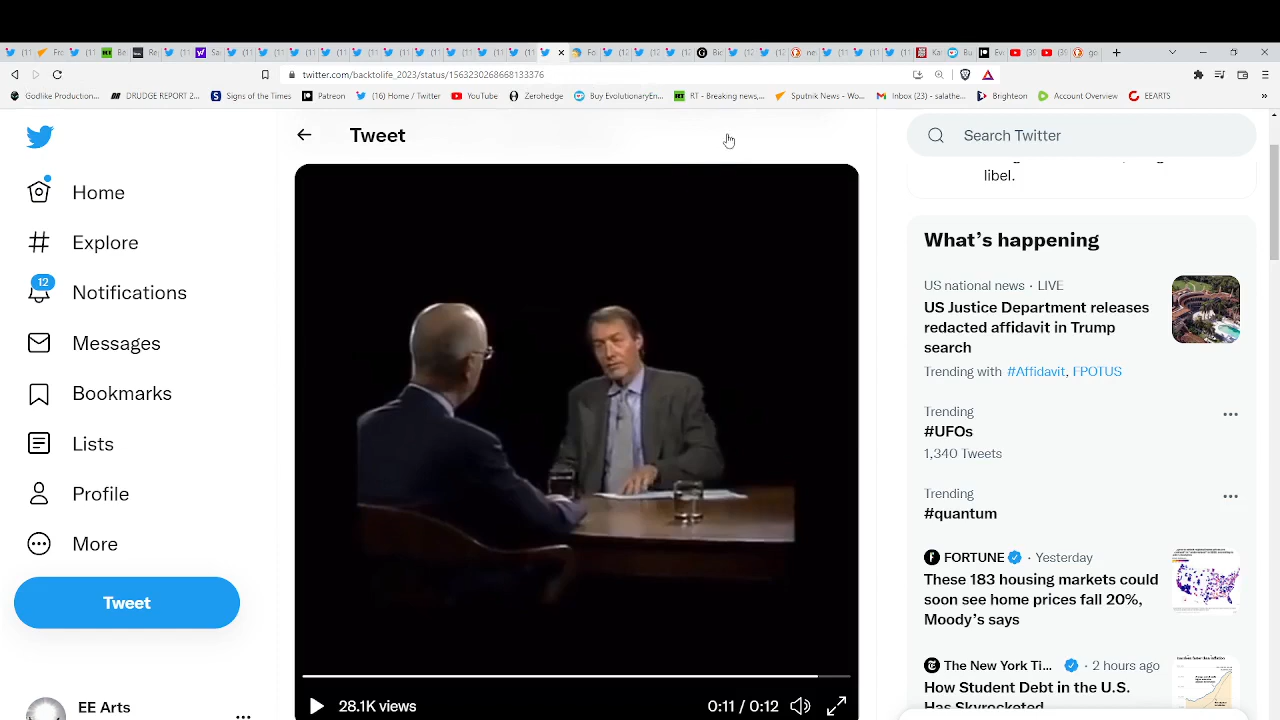 twitter.com/backtolife_2023/status/1563230268668133376
Godlike Production...
DRUDGE REPORT 2...
Signs of the Times
Patreon
(16) Home / Twitter
YouTube
Zerohedge
Buy EvolutionaryEn...
RT - Breaking news,...
Sputnik News - Wo...
Inbox (23) - salathe...
Brighteon
Account Overview...
EEARTS
Tweet
Search Twitter
Home
Explore
12
Notifications
Messages
Bookmarks
Lists
Profile
More
Tweet
EE Arts
28.1K views
0:11 / 0:12
libel.
What's happening
US national news · LIVE
US Justice Department releases
redacted affidavit in Trump
search
Trending with #Affidavit, FPOTUS
Trending
#UFOs
1,340 Tweets
Trending
#quantum
FORTUNE · Yesterday
These 183 housing markets could
soon see home prices fall 20%,
Moody's says
The New York Ti... · 2 hours ago
How Student Debt in the U.S.
Has Skyrocketed